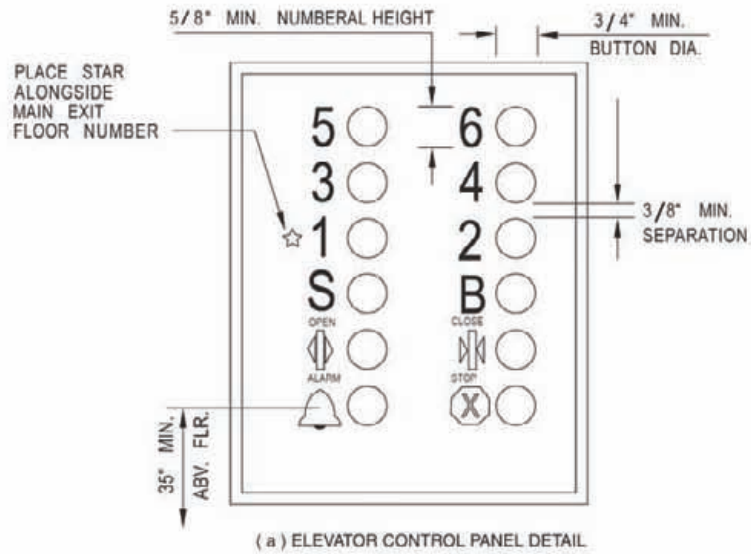 5/8" MIN. NUMBERAL HEIGHT
3/4" MIN.
BUTTON DIA.
PLACE STAR
ALONGSIDE
MAIN EXIT
FLOOR NUMBER
5 6
3 4
3/8" MIN.
SEPARATION
1 2
S B
OPEN CLOSE
ALARM STOP
X
35" MIN.
ABV. FLR.
( a ) ELEVATOR CONTROL PANEL DETAIL